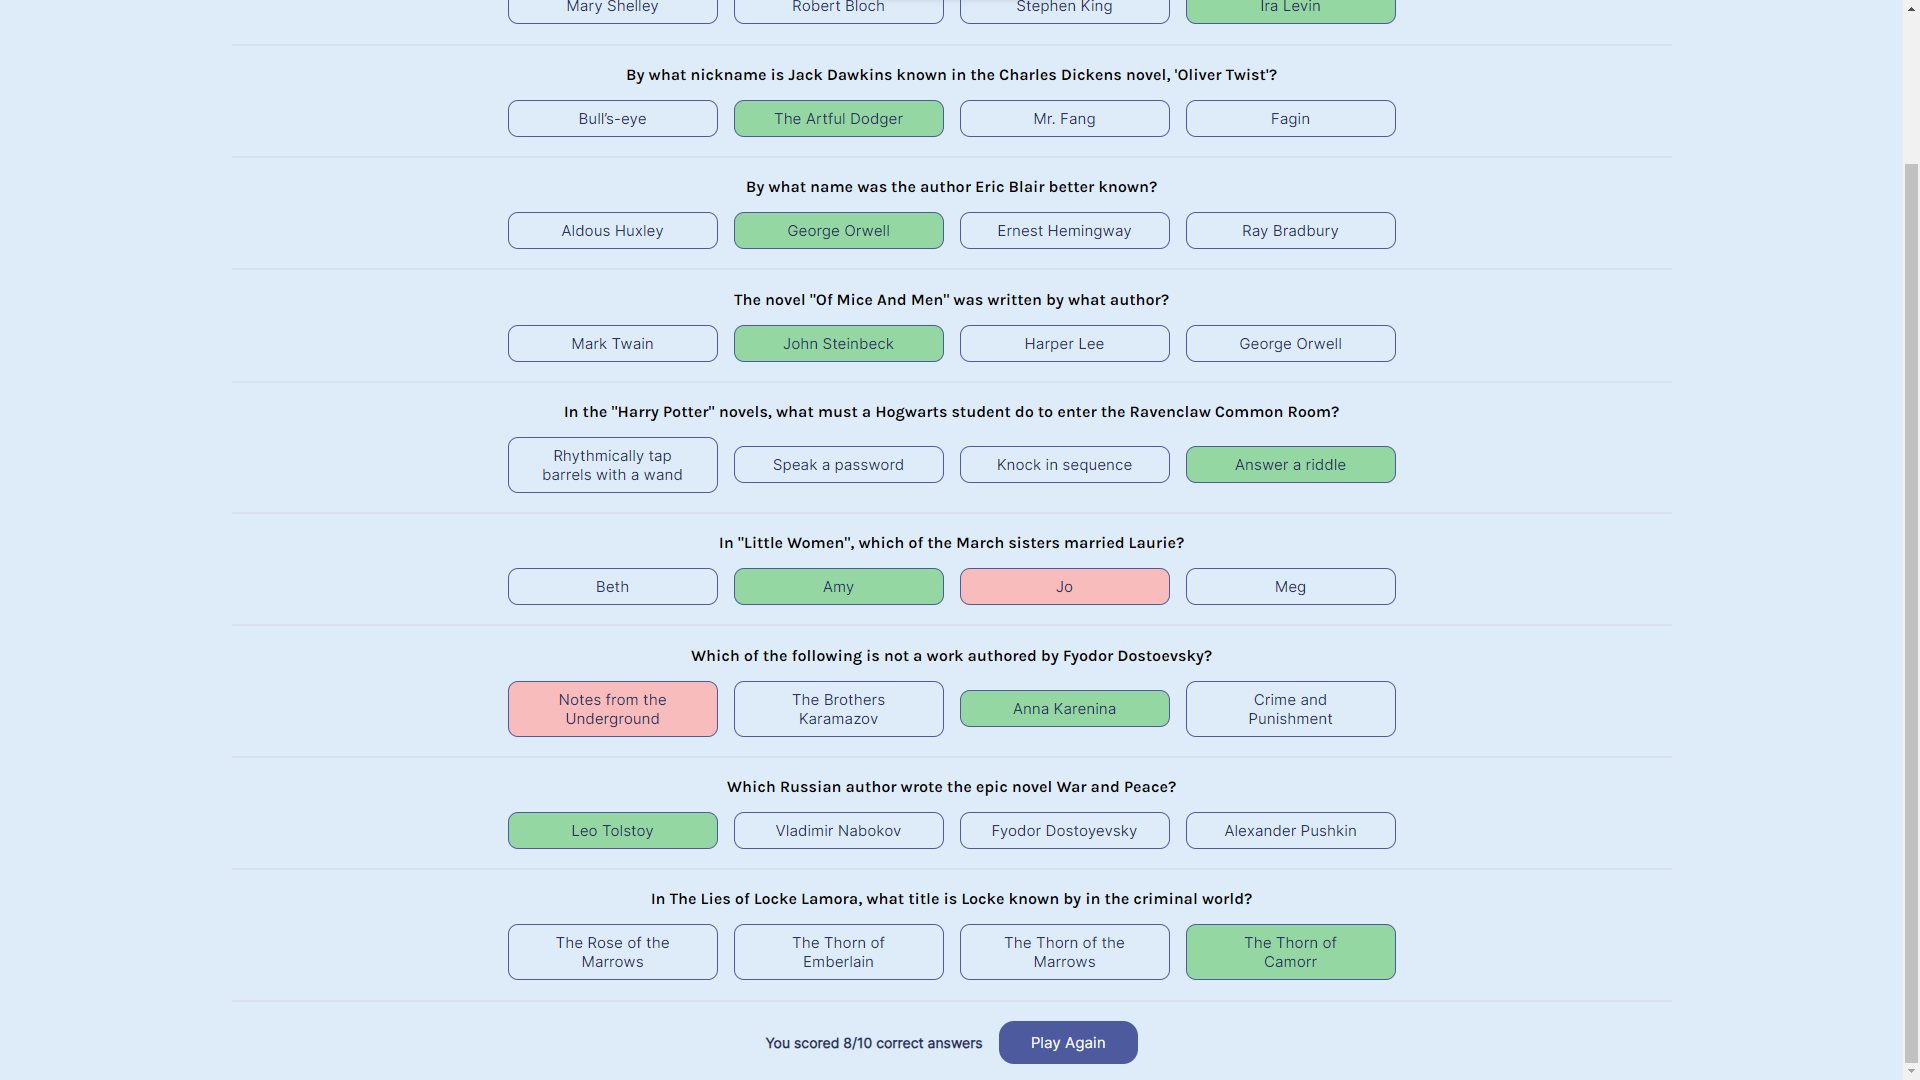 Mary Shelley Robert Bloch Stephen King Ira Levin
By what nickname is Jack Dawkins known in the Charles Dickens novel, 'Oliver Twist'?
Bull's-eye The Artful Dodger Mr. Fang Fagin
By what name was the author Eric Blair better known?
Aldous Huxley George Orwell Ernest Hemingway Ray Bradbury
The novel "Of Mice And Men" was written by what author?
Mark Twain John Steinbeck Harper Lee George Orwell
In the "Harry Potter" novels, what must a Hogwarts student do to enter the Ravenclaw Common Room?
Rhythmically tap
barrels with a wand
Speak a password
Knock in sequence
Answer a riddle
In "Little Women", which of the March sisters married Laurie?
Beth Amy Jo Meg
Which of the following is not a work authored by Fyodor Dostoevsky?
Notes from the
Underground
The Brothers
Karamazov
Anna Karenina
Crime and
Punishment
Which Russian author wrote the epic novel War and Peace?
Leo Tolstoy Vladimir Nabokov Fyodor Dostoyevsky Alexander Pushkin
In The Lies of Locke Lamora, what title is Locke known by in the criminal world?
The Rose of the
Marrows
The Thorn of
Emberlain
The Thorn of the
Marrows
The Thorn of
Camorr
You scored 8/10 correct answers Play Again